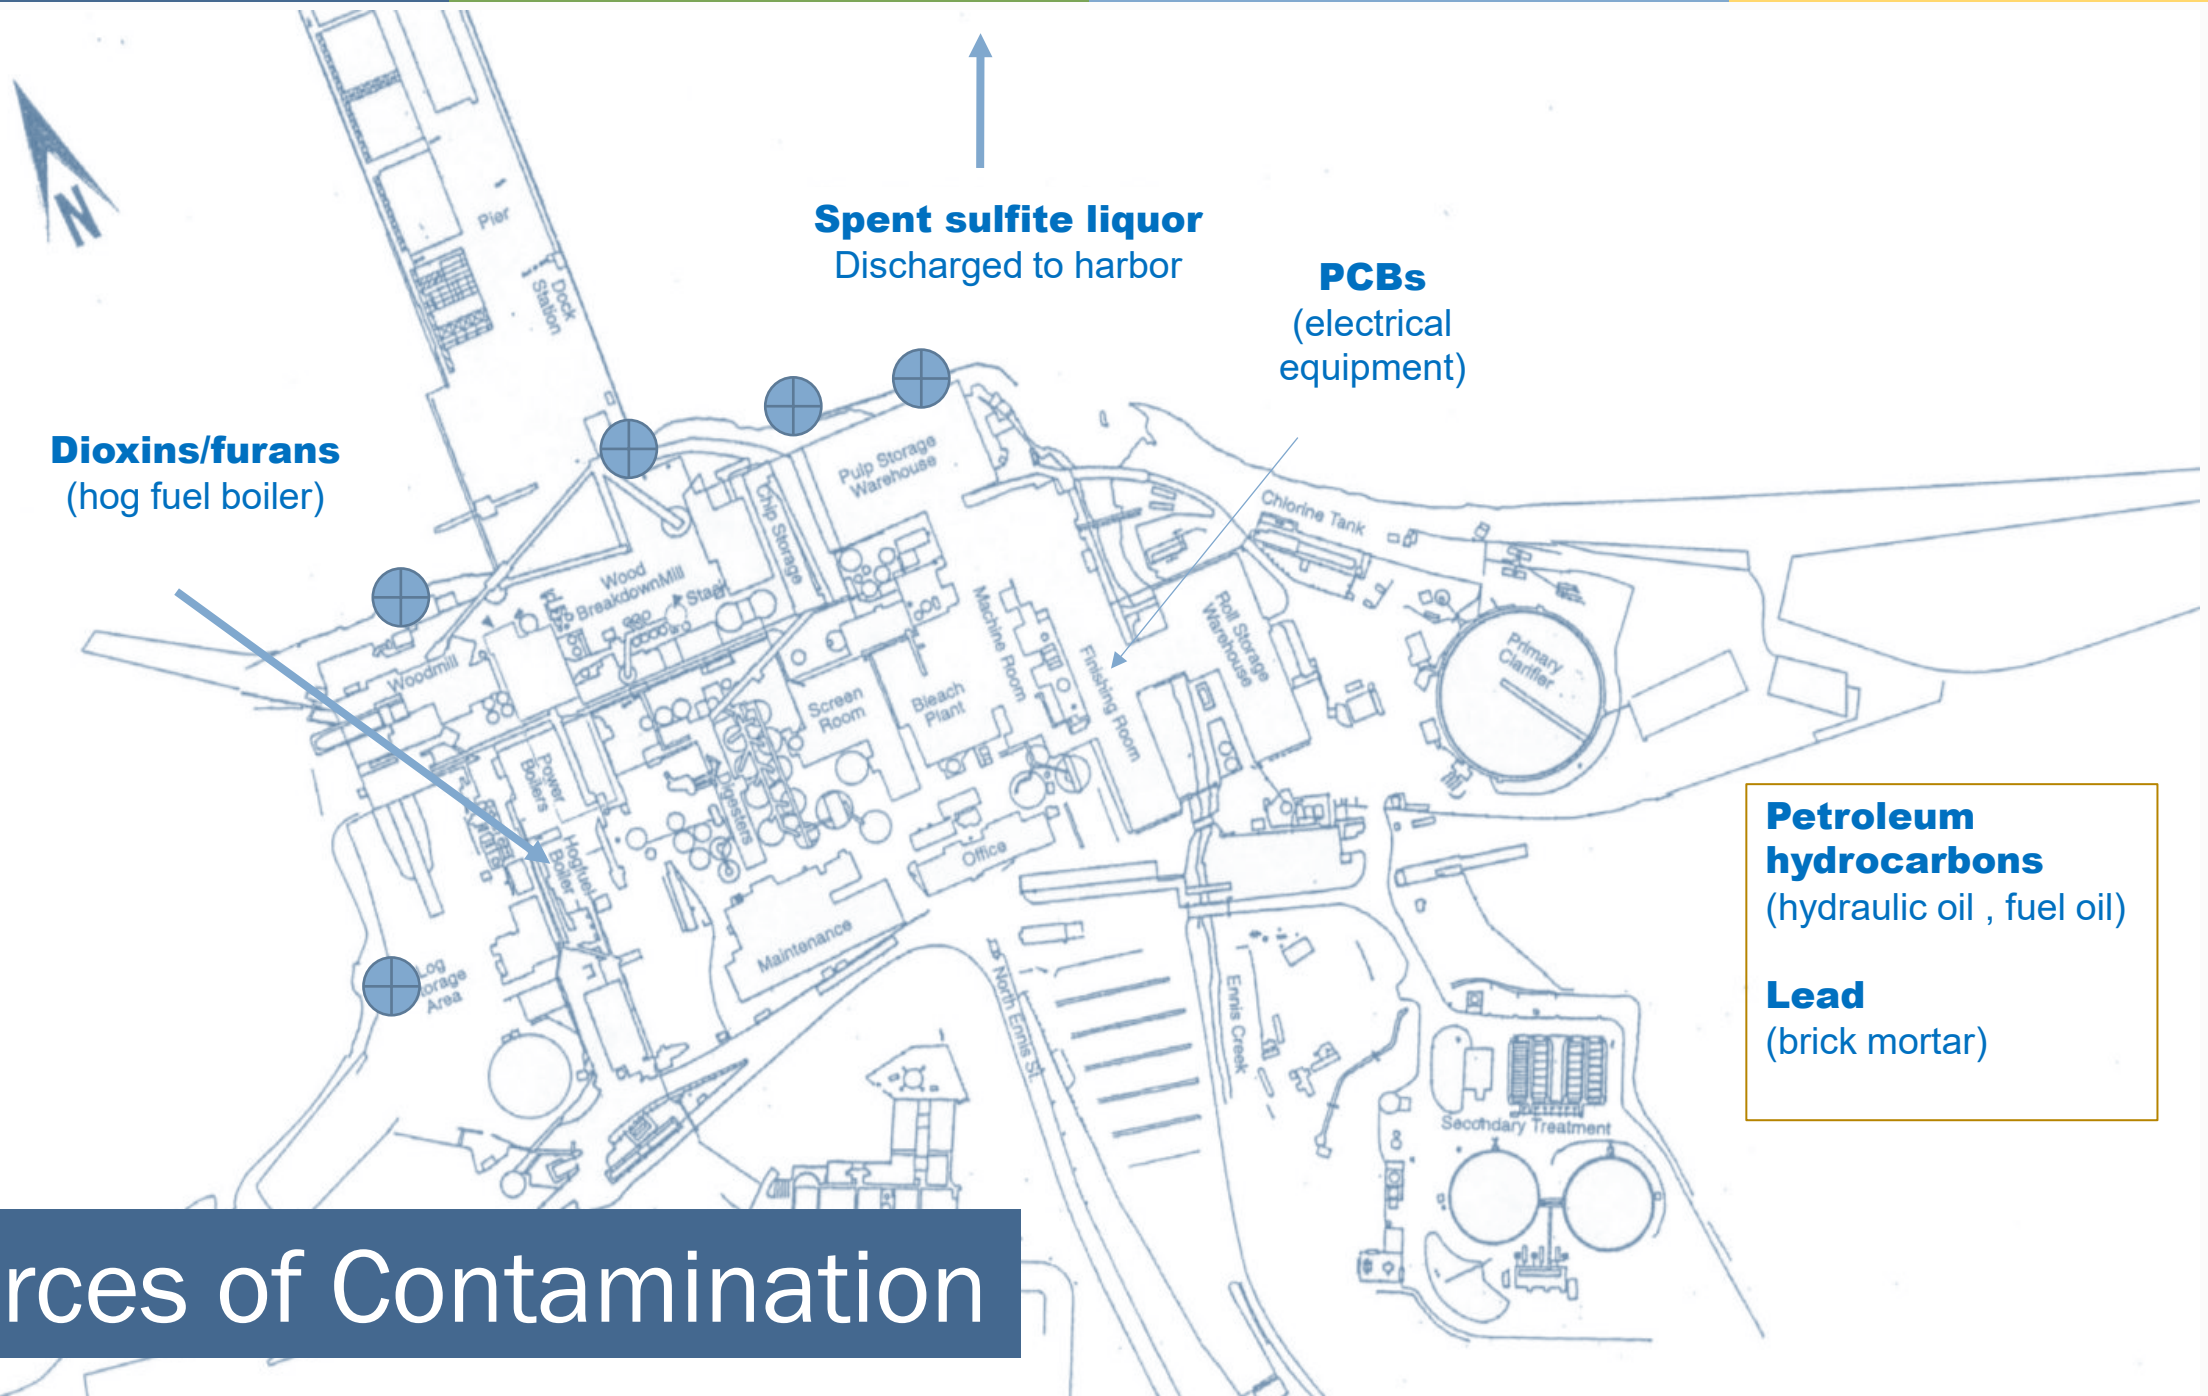 N
Pier
Dock
Station
Spent sulfite liquor
Discharged to harbor
PCBs
(electrical
equipment)
Dioxins/furans
(hog fuel boiler)
Pulp Storage
Warehouse
Chip Storage
Chlorine Tank
Wood
BreakdownMill
Stack
Woodmill
Machine Room
Roll Storage
Warehouse
Finishing Room
Primary
Clarifier
Screen
Room
Bleach
Plant
Power
Boilers
Digesters
Hogfuel
Boiler
Office
Maintenance
Log
orage
Area
North Ennis St.
Ennis Creek
Secondary Treatment
Petroleum
hydrocarbons
(hydraulic oil , fuel oil)
Lead
(brick mortar)
rces of Contamination